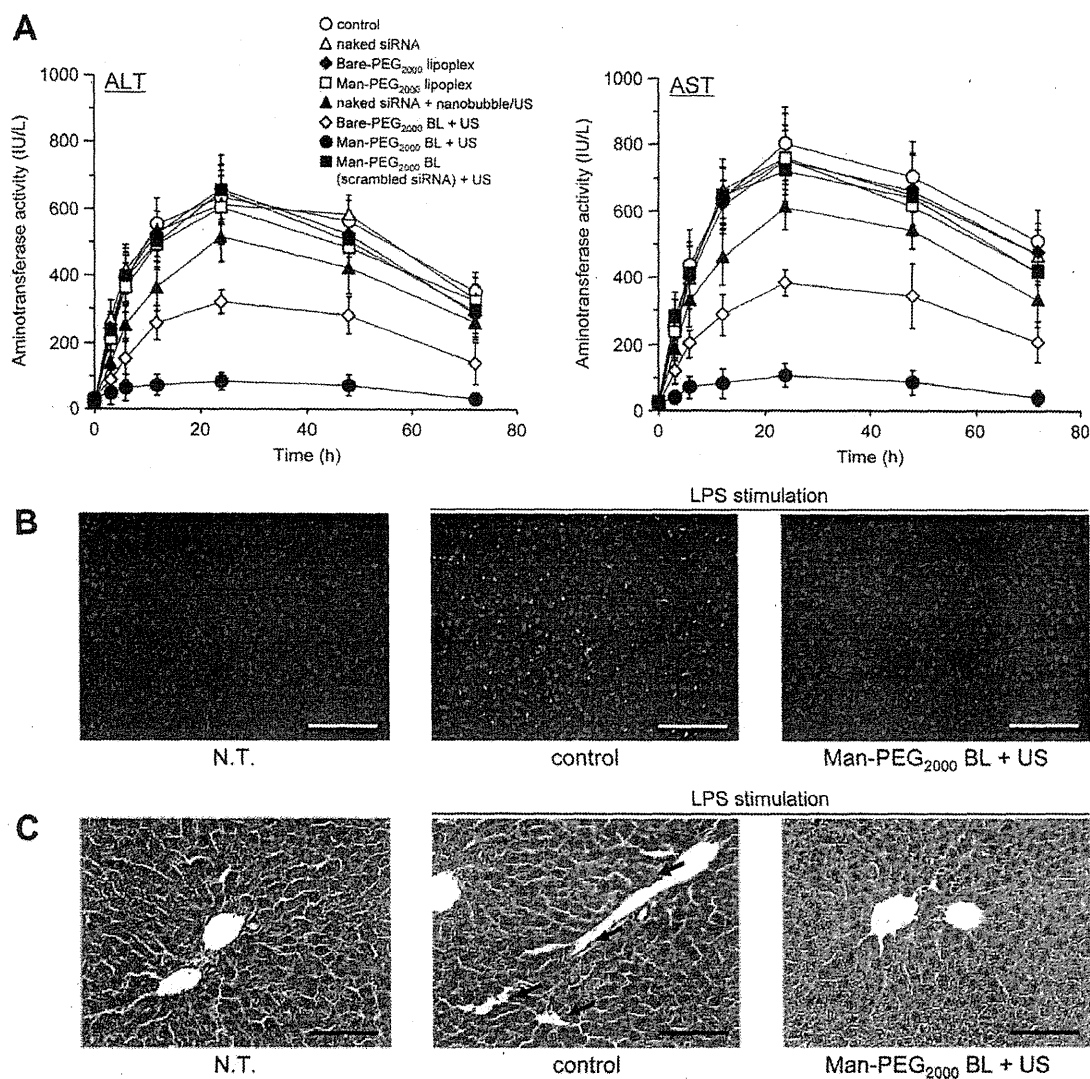 A
control
naked siRNA
Bare-PEG2000 lipoplex
Man-PEG2000 lipoplex
naked siRNA + nanobubble/US
Bare-PEG2000 BL + US
Man-PEG2000 BL + US
Man-PEG2000 BL
(scrambled siRNA) + US
ALT
1000
800
600
400
200
0
Aminotransferase activity (IU/L)
0 20 40 60 80
Time (h)
AST
1000
800
600
400
200
0
Aminotransferase activity (IU/L)
0 20 40 60 80
Time (h)
B
LPS stimulation
N.T.
control
Man-PEG2000 BL + US
C
LPS stimulation
N.T.
control
Man-PEG2000 BL + US